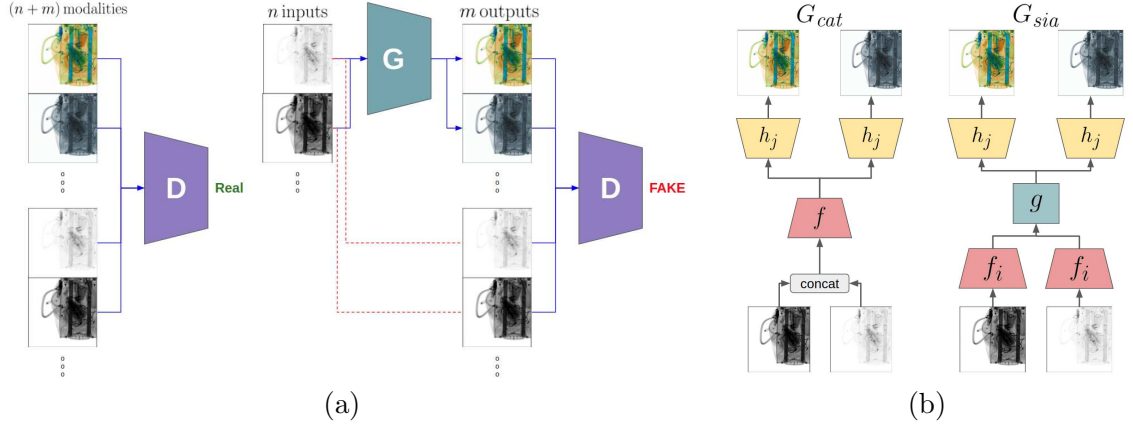 (n + m) modalities
n inputs
m outputs
G
D
Real
D
FAKE
(a)
G_cat
G_sia
h_j
h_j
h_j
h_j
g
f
f_i
f_i
concat
(b)